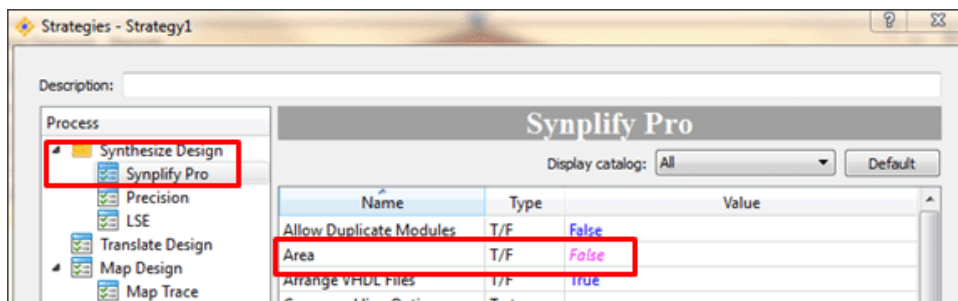 Strategies - Strategy1
Description:
Process
Synthesize Design
Synplify Pro
Precision
LSE
Translate Design
Map Design
Map Trace
Synplify Pro
Display catalog: All Default
Name Type Value
Allow Duplicate Modules T/F False
Area T/F False
Arrange VHDL Files T/F True